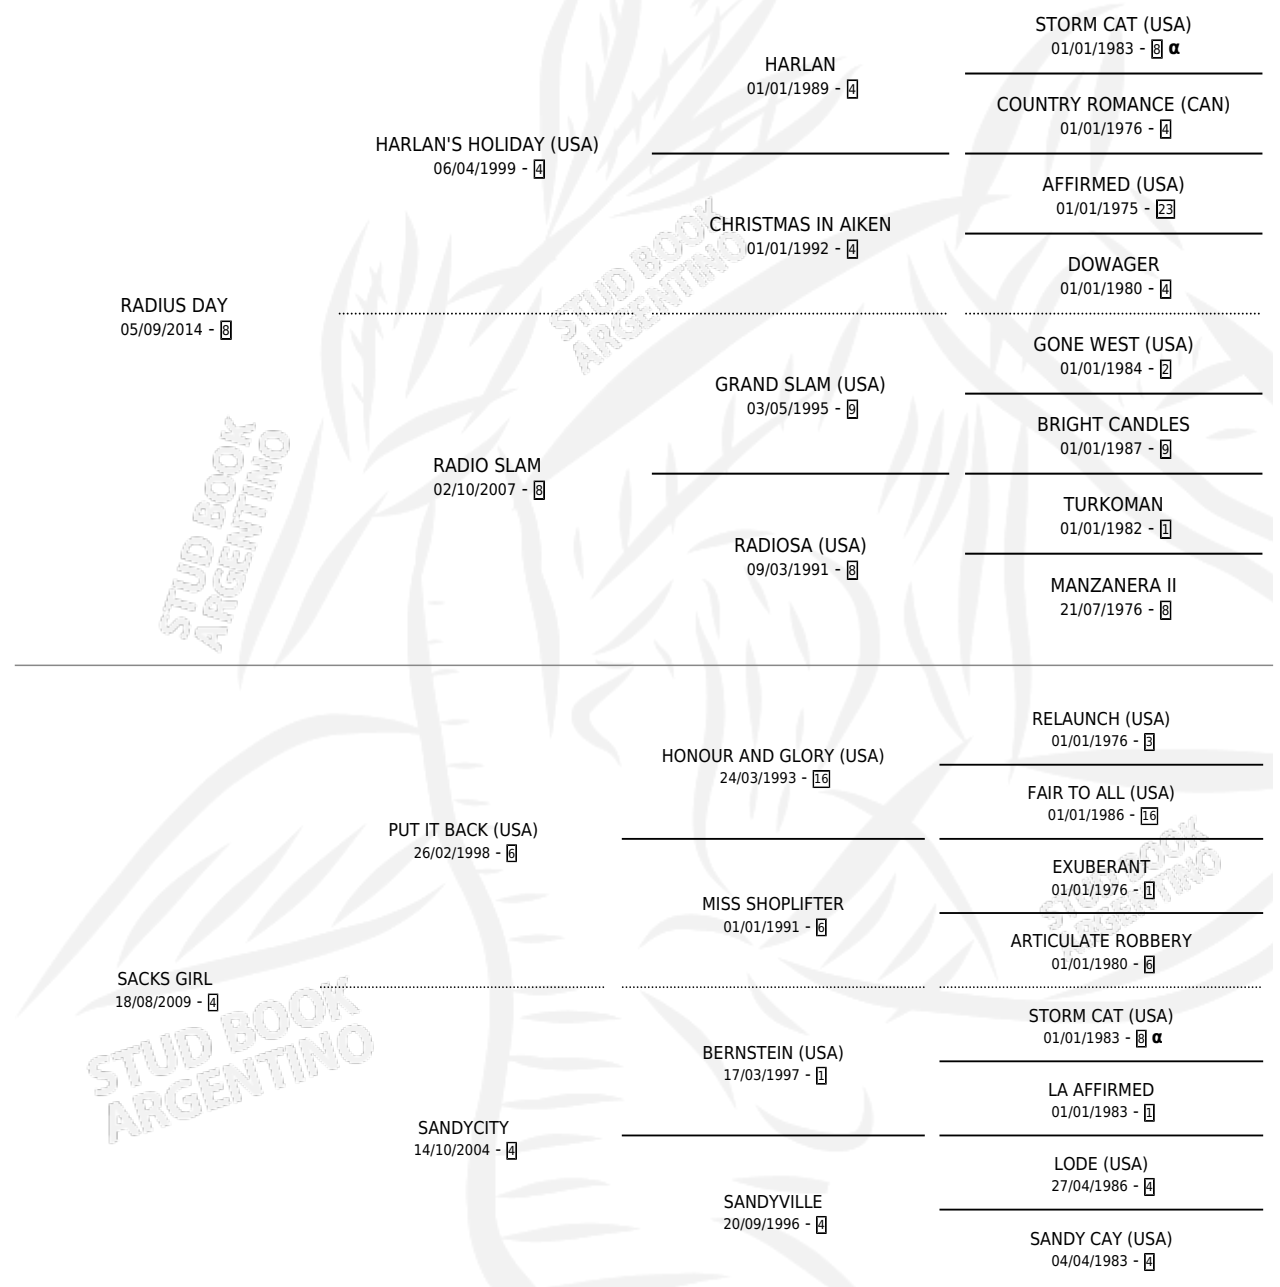 STORM CAT (USA)
01/01/1983 - 8 α
HARLAN
01/01/1989 - 4
COUNTRY ROMANCE (CAN)
01/01/1976 - 4
HARLAN'S HOLIDAY (USA)
06/04/1999 - 4
AFFIRMED (USA)
01/01/1975 - 23
CHRISTMAS IN AIKEN
01/01/1992 - 4
DOWAGER
01/01/1980 - 4
RADIUS DAY
05/09/2014 - 8
GONE WEST (USA)
01/01/1984 - 2
GRAND SLAM (USA)
03/05/1995 - 9
BRIGHT CANDLES
01/01/1987 - 9
RADIO SLAM
02/10/2007 - 8
TURKOMAN
01/01/1982 - 1
RADIOSA (USA)
09/03/1991 - 8
MANZANERA II
21/07/1976 - 8
STUD BOOK
ARGENTINO
STUD BOOK
ARGENTINO
RELAUNCH (USA)
01/01/1976 - 3
HONOUR AND GLORY (USA)
24/03/1993 - 16
FAIR TO ALL (USA)
01/01/1986 - 16
PUT IT BACK (USA)
26/02/1998 - 6
EXUBERANT
01/01/1976 - 1
MISS SHOPLIFTER
01/01/1991 - 6
ARTICULATE ROBBERY
01/01/1980 - 6
SACKS GIRL
18/08/2009 - 4
STORM CAT (USA)
01/01/1983 - 8 α
BERNSTEIN (USA)
17/03/1997 - 1
LA AFFIRMED
01/01/1983 - 1
SANDYCITY
14/10/2004 - 4
LODE (USA)
27/04/1986 - 4
SANDYVILLE
20/09/1996 - 4
SANDY CAY (USA)
04/04/1983 - 4
STUD BOOK
ARGENTINO
STUD BOOK
ARGENTINO